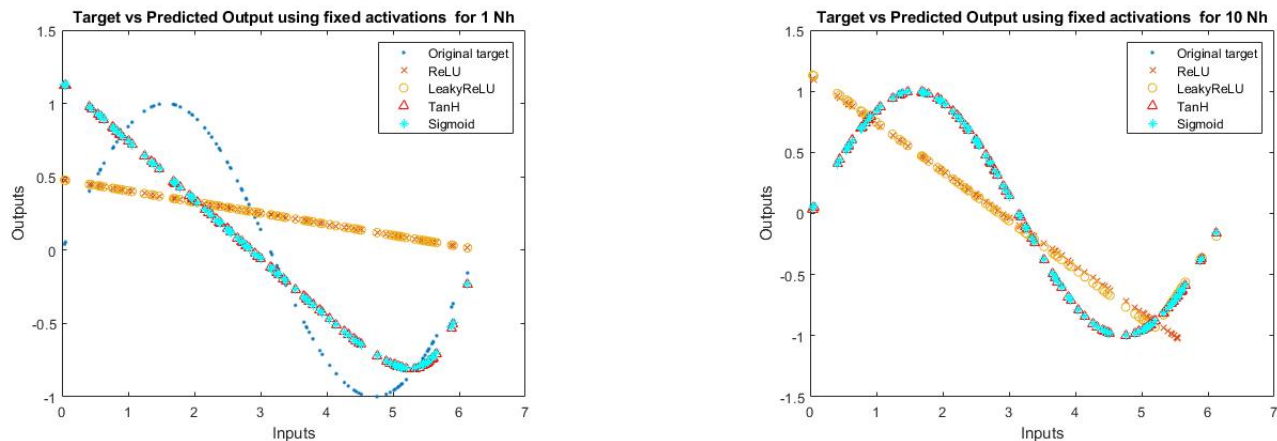 Target vs Predicted Output using fixed activations for 1 Nh
1.5
1
0.5
0
-0.5
-1
Outputs
0 1 2 3 4 5 6 7
Inputs
Original target
ReLU
LeakyReLU
TanH
Sigmoid
Target vs Predicted Output using fixed activations for 10 Nh
1.5
1
0.5
0
-0.5
-1
-1.5
Outputs
0 1 2 3 4 5 6 7
Inputs
Original target
ReLU
LeakyReLU
TanH
Sigmoid